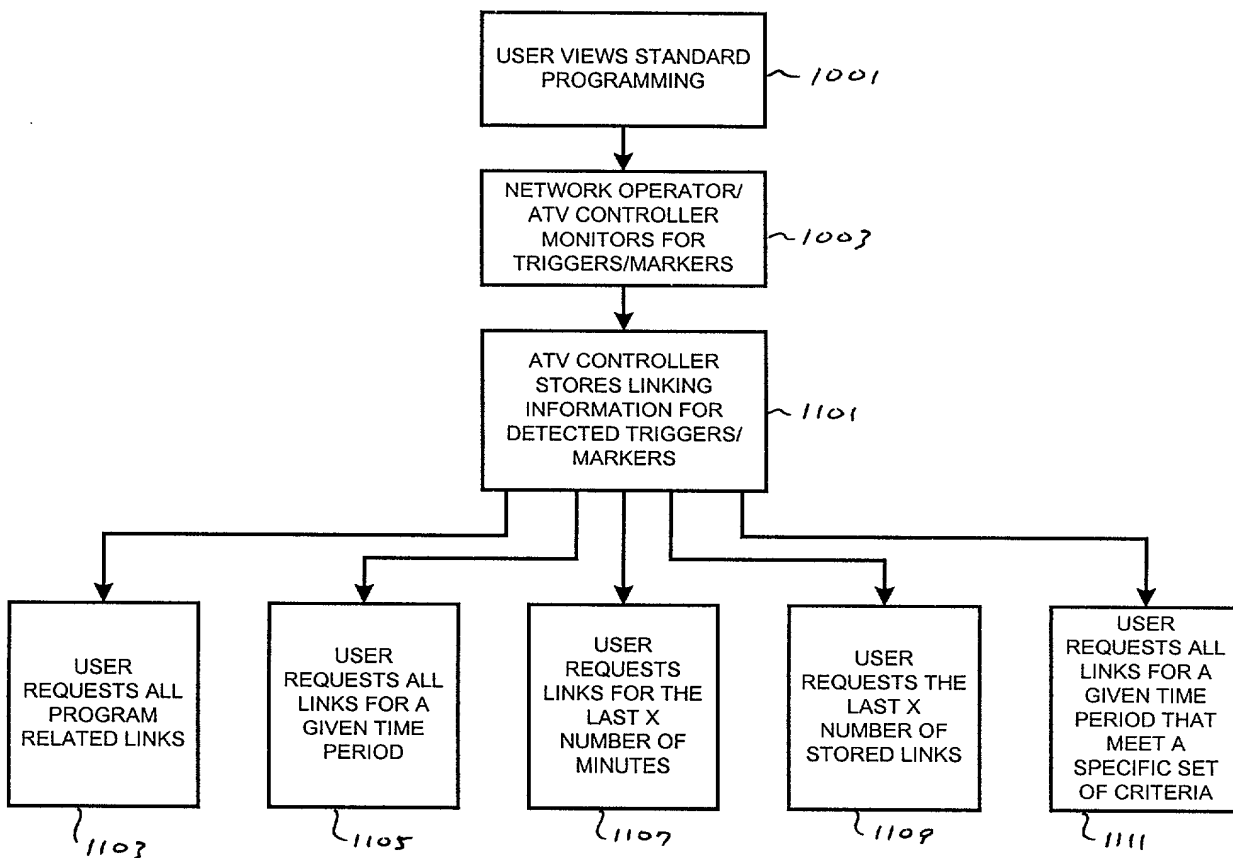 USER VIEWS STANDARD
PROGRAMMING
1001
NETWORK OPERATOR/
ATV CONTROLLER
MONITORS FOR
TRIGGERS/MARKERS
1003
ATV CONTROLLER
STORES LINKING
INFORMATION FOR
DETECTED TRIGGERS/
MARKERS
1101
USER
REQUESTS ALL
PROGRAM
RELATED LINKS
1103
USER
REQUESTS ALL
LINKS FOR A
GIVEN TIME
PERIOD
1105
USER
REQUESTS
LINKS FOR THE
LAST X
NUMBER OF
MINUTES
1107
USER
REQUESTS THE
LAST X
NUMBER OF
STORED LINKS
1109
USER
REQUESTS ALL
LINKS FOR A
GIVEN TIME
PERIOD THAT
MEET A
SPECIFIC SET
OF CRITERIA
1111